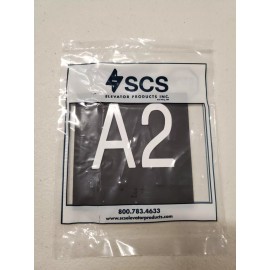 SCS
ELEVATOR PRODUCTS INC.
A2
800.783.4633
www.scselevatorproducts.com